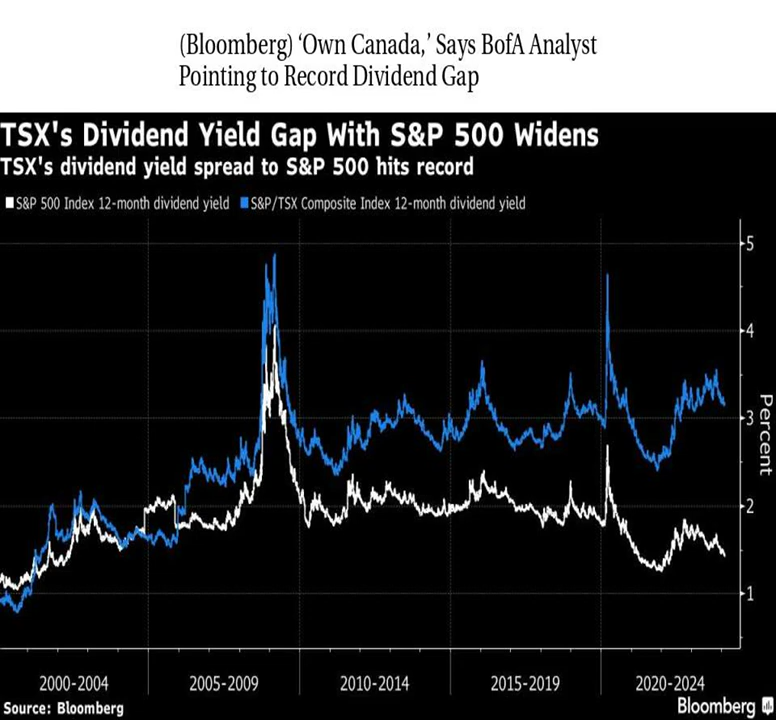 (Bloomberg) ‘Own Canada,’ Says BofA Analyst
Pointing to Record Dividend Gap
TSX's Dividend Yield Gap With S&P 500 Widens
TSX's dividend yield spread to S&P 500 hits record
S&P 500 Index 12-month dividend yield S&P/TSX Composite Index 12-month dividend yield
5
4
3
2
1
Percent
2000-2004 2005-2009 2010-2014 2015-2019 2020-2024
Source: Bloomberg
Bloomberg